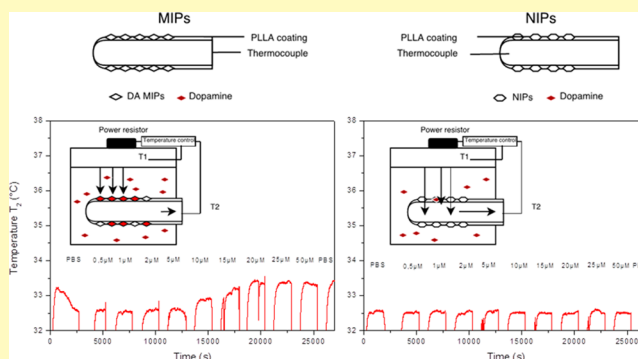 MIPs
NIPs
PLLA coating
Thermocouple
PLLA coating
Thermocouple
DA MIPs
Dopamine
NIPs
Dopamine
Temperature T2 (°C)
38
37
36
35
34
33
32
Power resistor
Temperature control
T1
T2
PBS 0,5µM 1µM 2µM 5µM 10µM 15µM 20µM 25µM 50µM PBS
0 5000 10000 15000 20000 25000
Time (s)
38
37
36
35
34
33
32
Power resistor
Temperature control
T1
T2
PBS 0,5µM 1µM 2µM 5µM 10µM 15µM 20µM 25µM 50µM
0 5000 10000 15000 20000 25000
Time (s)